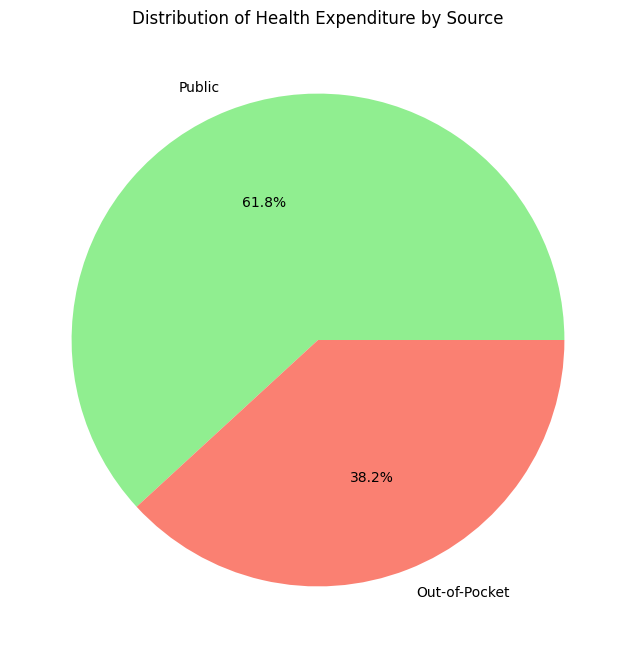 Distribution of Health Expenditure by Source
Public
61.8%
38.2%
Out-of-Pocket